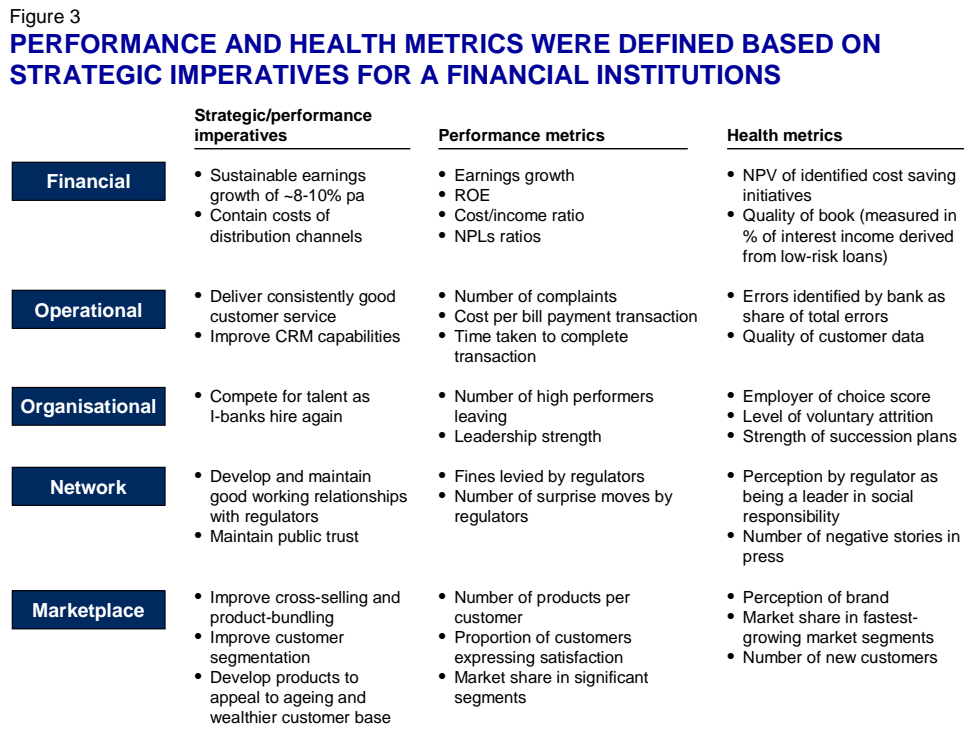 Figure 3
PERFORMANCE AND HEALTH METRICS WERE DEFINED BASED ON
STRATEGIC IMPERATIVES FOR A FINANCIAL INSTITUTIONS
Strategic/performance
imperatives
Performance metrics
Health metrics
Financial
• Sustainable earnings
growth of ~8-10% pa
• Contain costs of
distribution channels
• Earnings growth
• ROE
• Cost/income ratio
• NPLs ratios
• NPV of identified cost saving
initiatives
• Quality of book (measured in
% of interest income derived
from low-risk loans)
Operational
• Deliver consistently good
customer service
• Improve CRM capabilities
• Number of complaints
• Cost per bill payment transaction
• Time taken to complete
transaction
• Errors identified by bank as
share of total errors
• Quality of customer data
Organisational
• Compete for talent as
I-banks hire again
• Number of high performers
leaving
• Leadership strength
• Employer of choice score
• Level of voluntary attrition
• Strength of succession plans
Network
• Develop and maintain
good working relationships
with regulators
• Maintain public trust
• Fines levied by regulators
• Number of surprise moves by
regulators
• Perception by regulator as
being a leader in social
responsibility
• Number of negative stories in
press
Marketplace
• Improve cross-selling and
product-bundling
• Improve customer
segmentation
• Develop products to
appeal to ageing and
wealthier customer base
• Number of products per
customer
• Proportion of customers
expressing satisfaction
• Market share in significant
segments
• Perception of brand
• Market share in fastest-
growing market segments
• Number of new customers